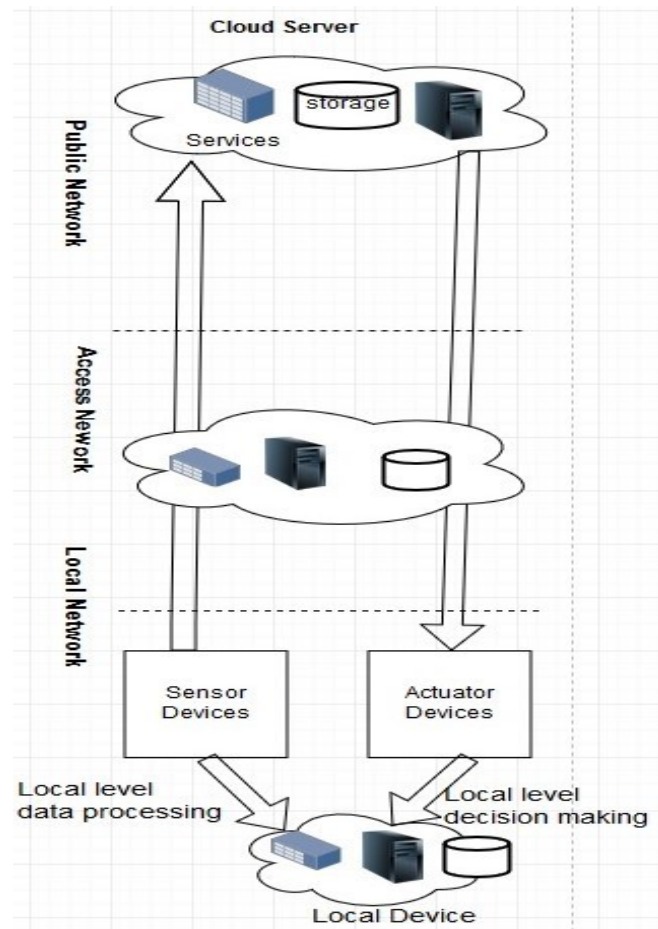 Cloud Server
storage
Services
Public Network
Access Nework
Local Network
Sensor
Devices
Actuator
Devices
Local level
data processing
Local level
decision making
Local Device